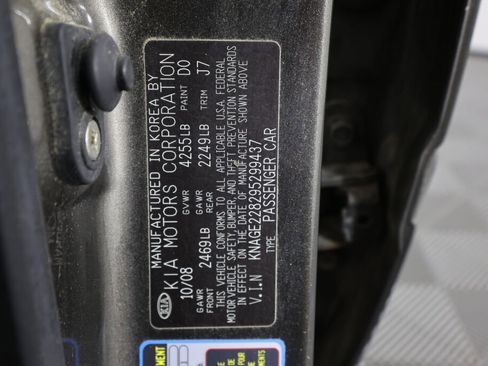 MANUFACTURED IN KOREA BY
KIA KIA MOTORS CORPORATION
10/08 GVWR 4255LB PAINT D0
GAWR FRONT 2469LB GAWR REAR 2249LB TRIM J7
THIS VEHICLE CONFORMS TO ALL APPLICABLE U.S.A. FEDERAL
MOTOR VEHICLE SAFETY, BUMPER, AND THEFT PREVENTION STANDARDS
IN EFFECT ON THE DATE OF MANUFACTURE SHOWN ABOVE
V.I.N KNAGE228295299437
TYPE PASSENGER CAR